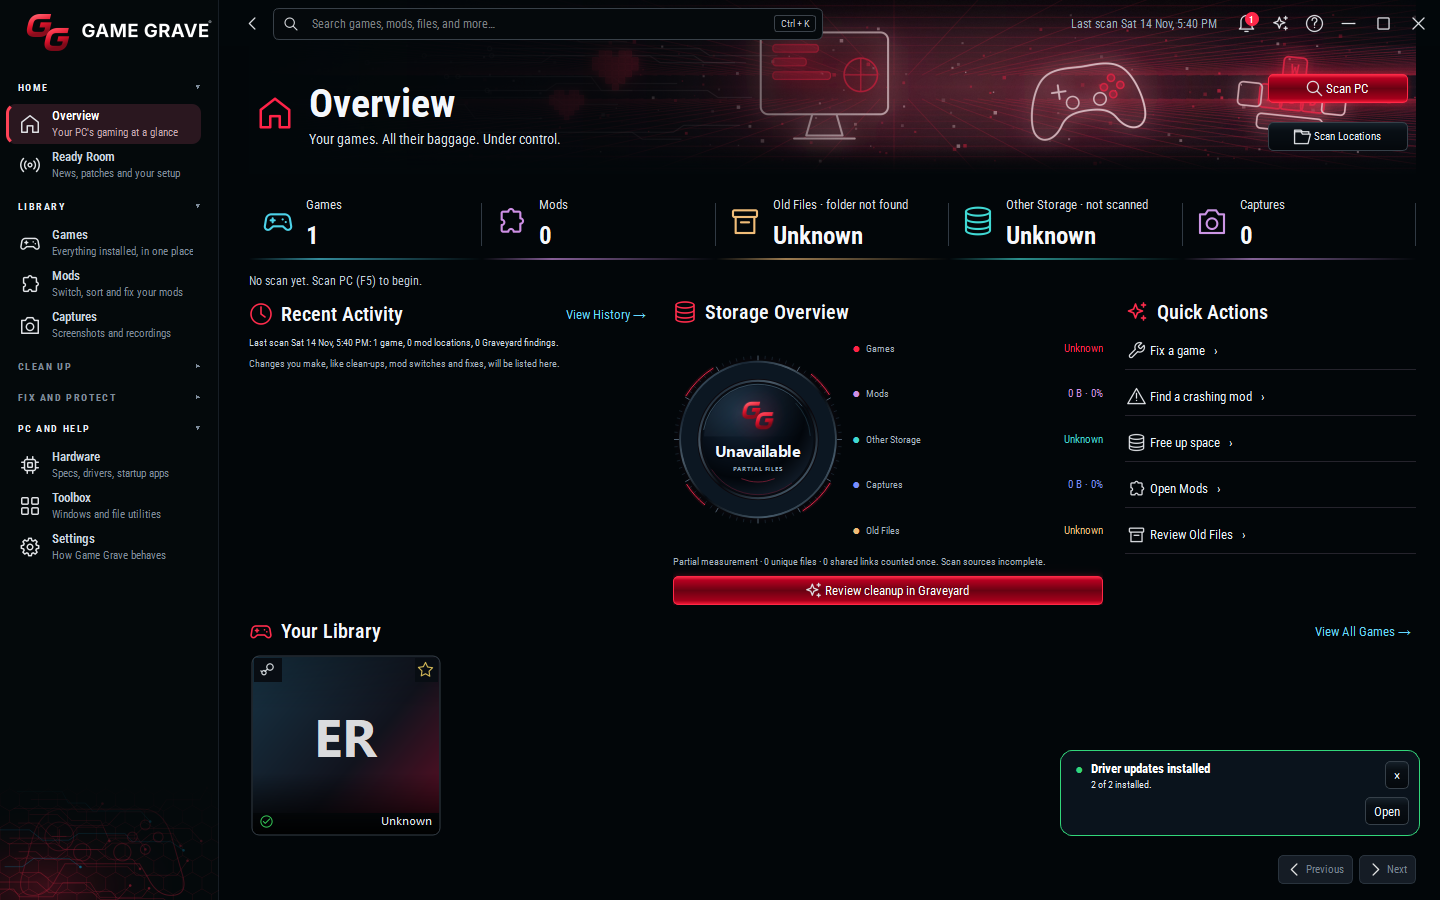 GAME GRAVE
Search games, mods, files, and more...
Ctrl + K
Last scan Sat 14 Nov, 5:40 PM
1
HOME
Overview
Your PC's gaming at a glance
Ready Room
News, patches and your setup
LIBRARY
Games
Everything installed, in one place
Mods
Switch, sort and fix your mods
Captures
Screenshots and recordings
CLEAN UP
FIX AND PROTECT
PC AND HELP
Hardware
Specs, drivers, startup apps
Toolbox
Windows and file utilities
Settings
How Game Grave behaves
Overview
Your games. All their baggage. Under control.
W
Scan PC
Scan Locations
Games
1
Mods
0
Old Files · folder not found
Unknown
Other Storage · not scanned
Unknown
Captures
0
No scan yet. Scan PC (F5) to begin.
Recent Activity
View History →
Last scan Sat 14 Nov, 5:40 PM: 1 game, 0 mod locations, 0 Graveyard findings.
Changes you make, like clean-ups, mod switches and fixes, will be listed here.
Storage Overview
GG
Unavailable
PARTIAL FILES
Games Unknown
Mods 0 B · 0%
Other Storage Unknown
Captures 0 B · 0%
Old Files Unknown
Partial measurement · 0 unique files · 0 shared links counted once. Scan sources incomplete.
Review cleanup in Graveyard
Quick Actions
Fix a game ›
Find a crashing mod ›
Free up space ›
Open Mods ›
Review Old Files ›
Your Library
View All Games →
ER
Unknown
Driver updates installed
2 of 2 installed.
x
Open
Previous
Next